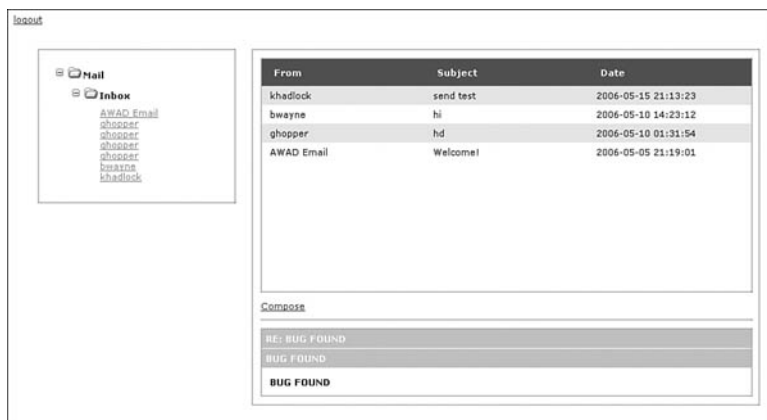 logout
Mail
Inbox
AWAD Email
ghopper
ghopper
ghopper
ghopper
bwayne
khadlock
From Subject Date
khadlock send test 2006-05-15 21:13:23
bwayne hi 2006-05-10 14:23:12
ghopper hd 2006-05-10 01:31:54
AWAD Email Welcome! 2006-05-05 21:19:01
Compose
RE: BUG FOUND
BUG FOUND
BUG FOUND